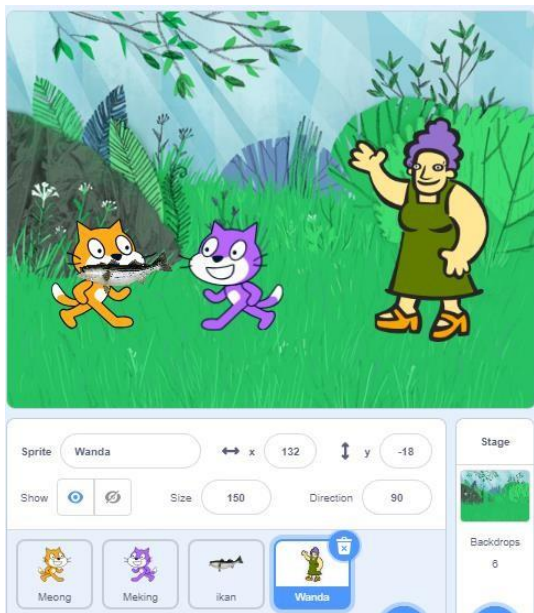 Sprite Wanda x 132 y -18
Show Size 150 Direction 90
Meong Meking ikan Wanda
Stage
Backdrops
6